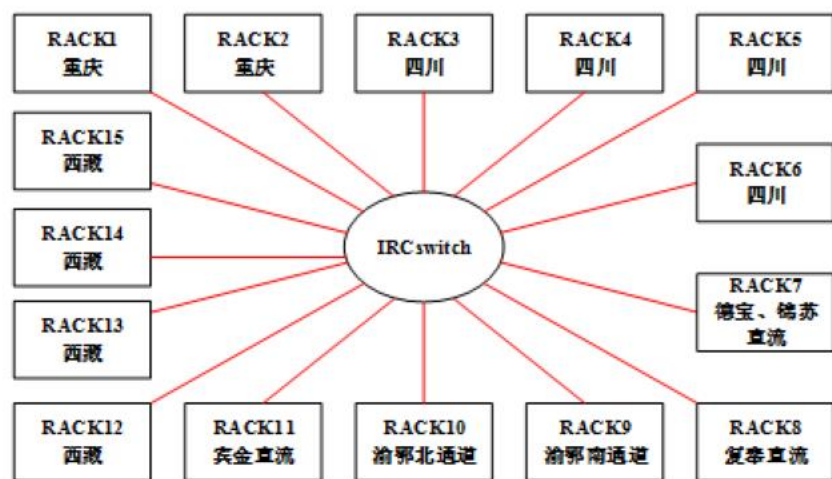 RACK1
重庆
RACK2
重庆
RACK3
四川
RACK4
四川
RACK5
四川
RACK15
西藏
RACK6
四川
RACK14
西藏
IRCswitch
RACK13
西藏
RACK7
德宝、锦苏
直流
RACK12
西藏
RACK11
宾金直流
RACK10
渝鄂北通道
RACK9
渝鄂南通道
RACK8
复奉直流